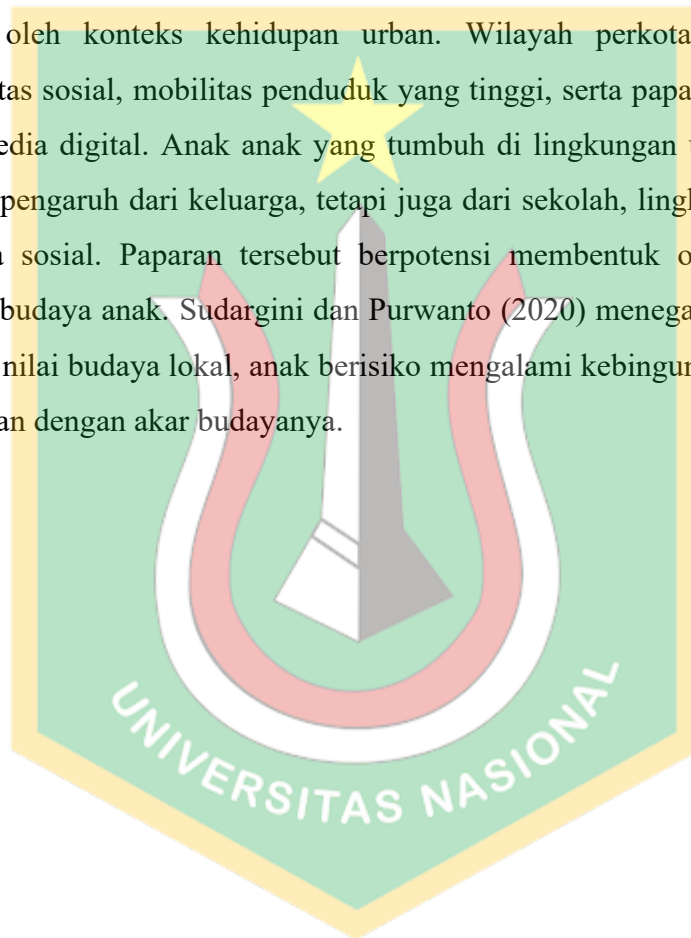 oleh konteks kehidupan urban. Wilayah perkota
tas sosial, mobilitas penduduk yang tinggi, serta papa
edia digital. Anak anak yang tumbuh di lingkungan
pengaruh dari keluarga, tetapi juga dari sekolah, ling
sosial. Paparan tersebut berpotensi membentuk o
budaya anak. Sudargini dan Purwanto (2020) menega
nilai budaya lokal, anak berisiko mengalami kebingun
an dengan akar budayanya.
UNIVERSITAS NASIONAL